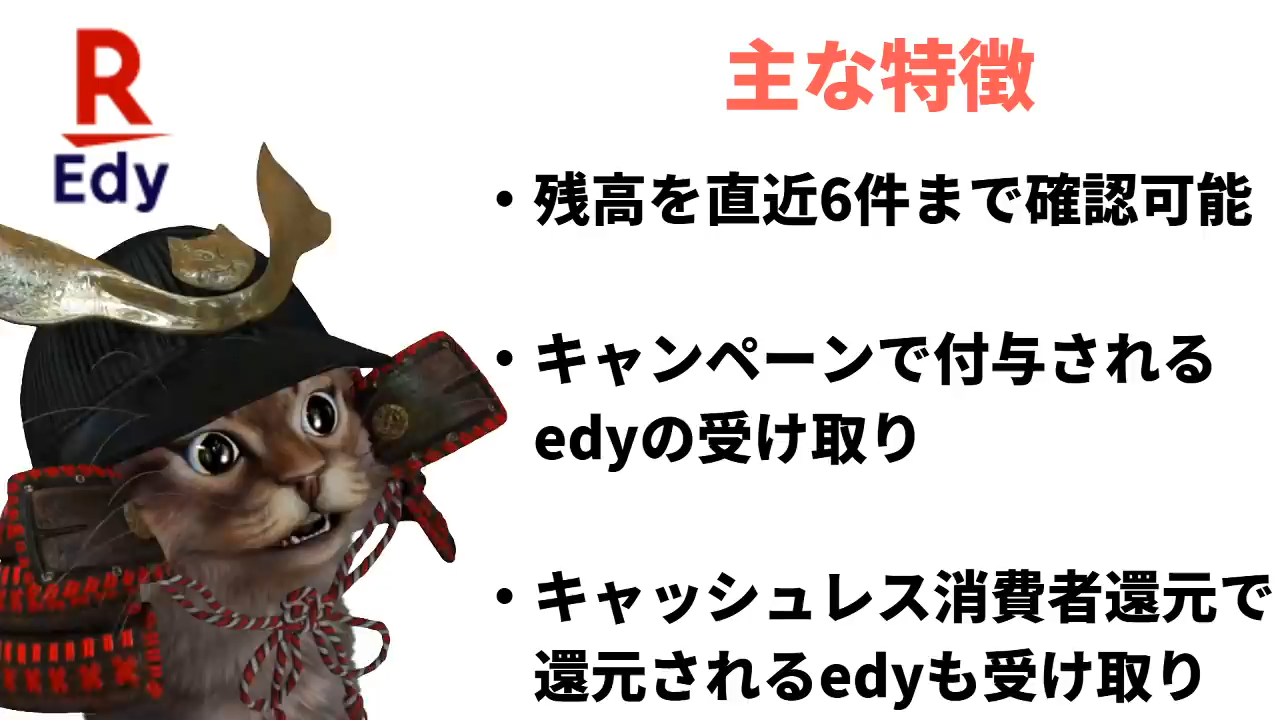 R
Edy
主な特徴
・残高を直近6件まで確認可能
・キャンペーンで付与される
edyの受け取り
・キャッシュレス消費者還元で
還元されるedyも受け取り